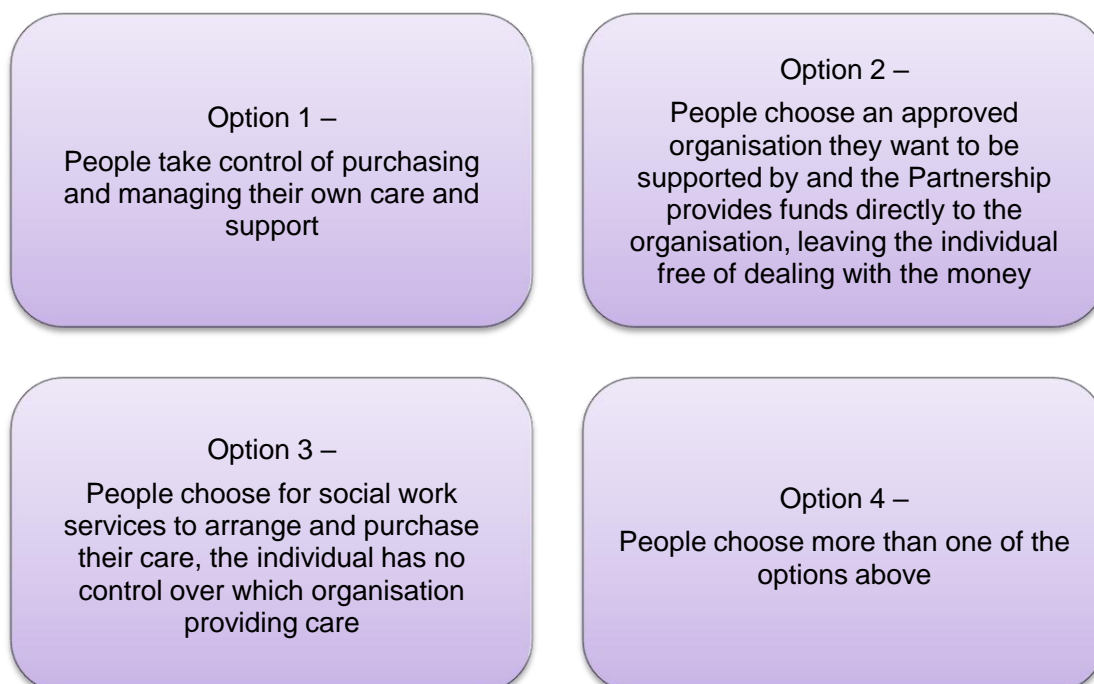 Option 1 –
People take control of purchasing
and managing their own care and
support
Option 2 –
People choose an approved
organisation they want to be
supported by and the Partnership
provides funds directly to the
organisation, leaving the individual
free of dealing with the money
Option 3 –
People choose for social work
services to arrange and purchase
their care, the individual has no
control over which organisation
providing care
Option 4 –
People choose more than one of the
options above